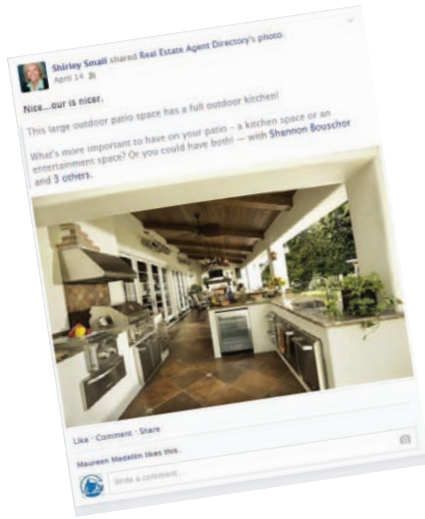 Shirley Small shared Real Estate Agent Directory's photo.
April 14
Nice...our is nicer.
This large outdoor patio space has a full outdoor kitchen!
What's more important to have on your patio – a kitchen space or an
entertainment space? Or you could have both! — with Shannon Bouschor
and 3 others.
Like · Comment · Share
Maureen Medellin likes this.
Write a comment...